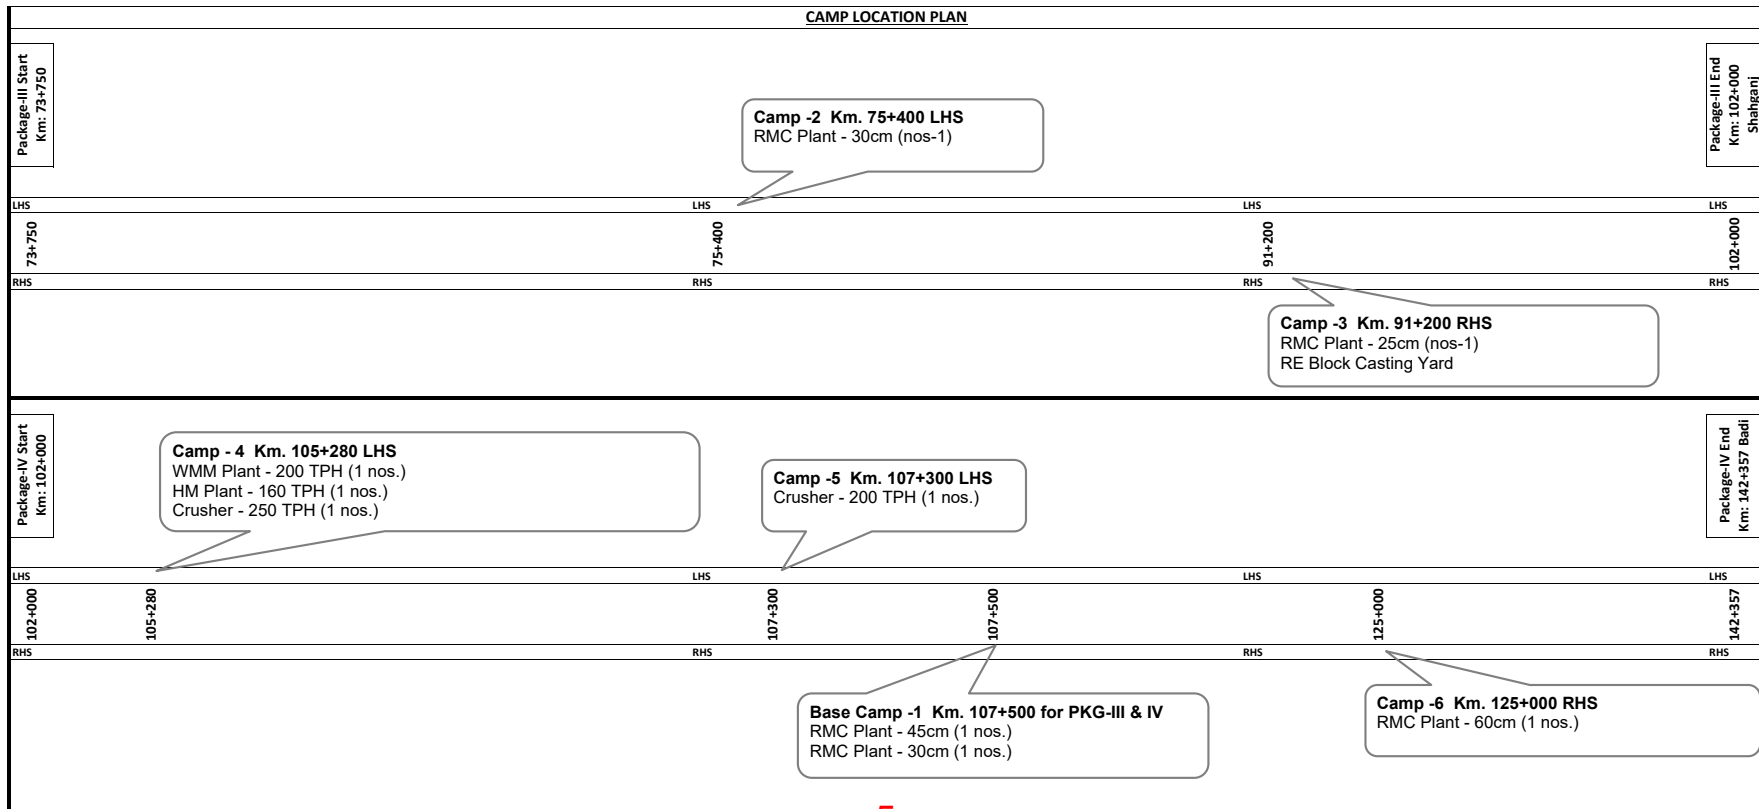 CAMP LOCATION PLAN
Package-III Start
Km: 73+750
Package-III End
Km: 102+000
Shahganj
Camp -2  Km. 75+400 LHS
RMC Plant - 30cm (nos-1)
LHS LHS LHS LHS
73+750 75+400 91+200 102+000
RHS RHS RHS RHS
Camp -3  Km. 91+200 RHS
RMC Plant - 25cm (nos-1)
RE Block Casting Yard
Package-IV Start
Km: 102+000
Package-IV End
Km: 142+357 Badi
Camp - 4  Km. 105+280 LHS
WMM Plant - 200 TPH (1 nos.)
HM Plant - 160 TPH (1 nos.)
Crusher - 250 TPH (1 nos.)
Camp -5  Km. 107+300 LHS
Crusher - 200 TPH (1 nos.)
LHS LHS LHS LHS
102+000 105+280 107+300 107+500 125+000 142+357
RHS RHS RHS RHS
Base Camp -1  Km. 107+500 for PKG-III & IV
RMC Plant - 45cm (1 nos.)
RMC Plant - 30cm (1 nos.)
Camp -6  Km. 125+000 RHS
RMC Plant - 60cm (1 nos.)